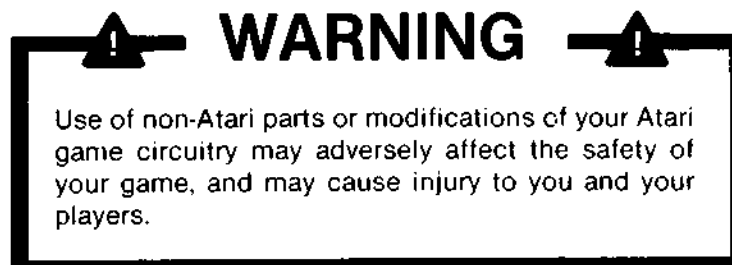 WARNING
Use of non-Atari parts or modifications of your Atari
game circuitry may adversely affect the safety of
your game, and may cause injury to you and your
players.